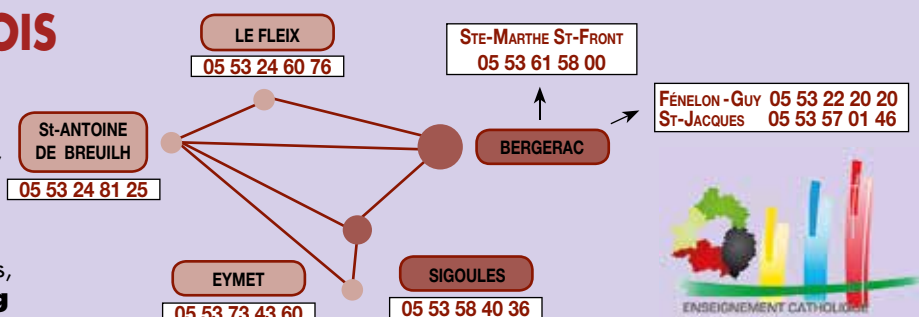 OIS
LE FLEIX
05 53 24 60 76
STE-MARTHE ST-FRONT
05 53 61 58 00
FÉNELON-GUY 05 53 22 20 20
ST-JACQUES 05 53 57 01 46
St-ANTOINE
DE BREUILH
05 53 24 81 25
BERGERAC
s,
g
EYMET
05 53 73 43 60
SIGOULES
05 53 58 40 36
ENSEIGNEMENT CATHOLIQUE